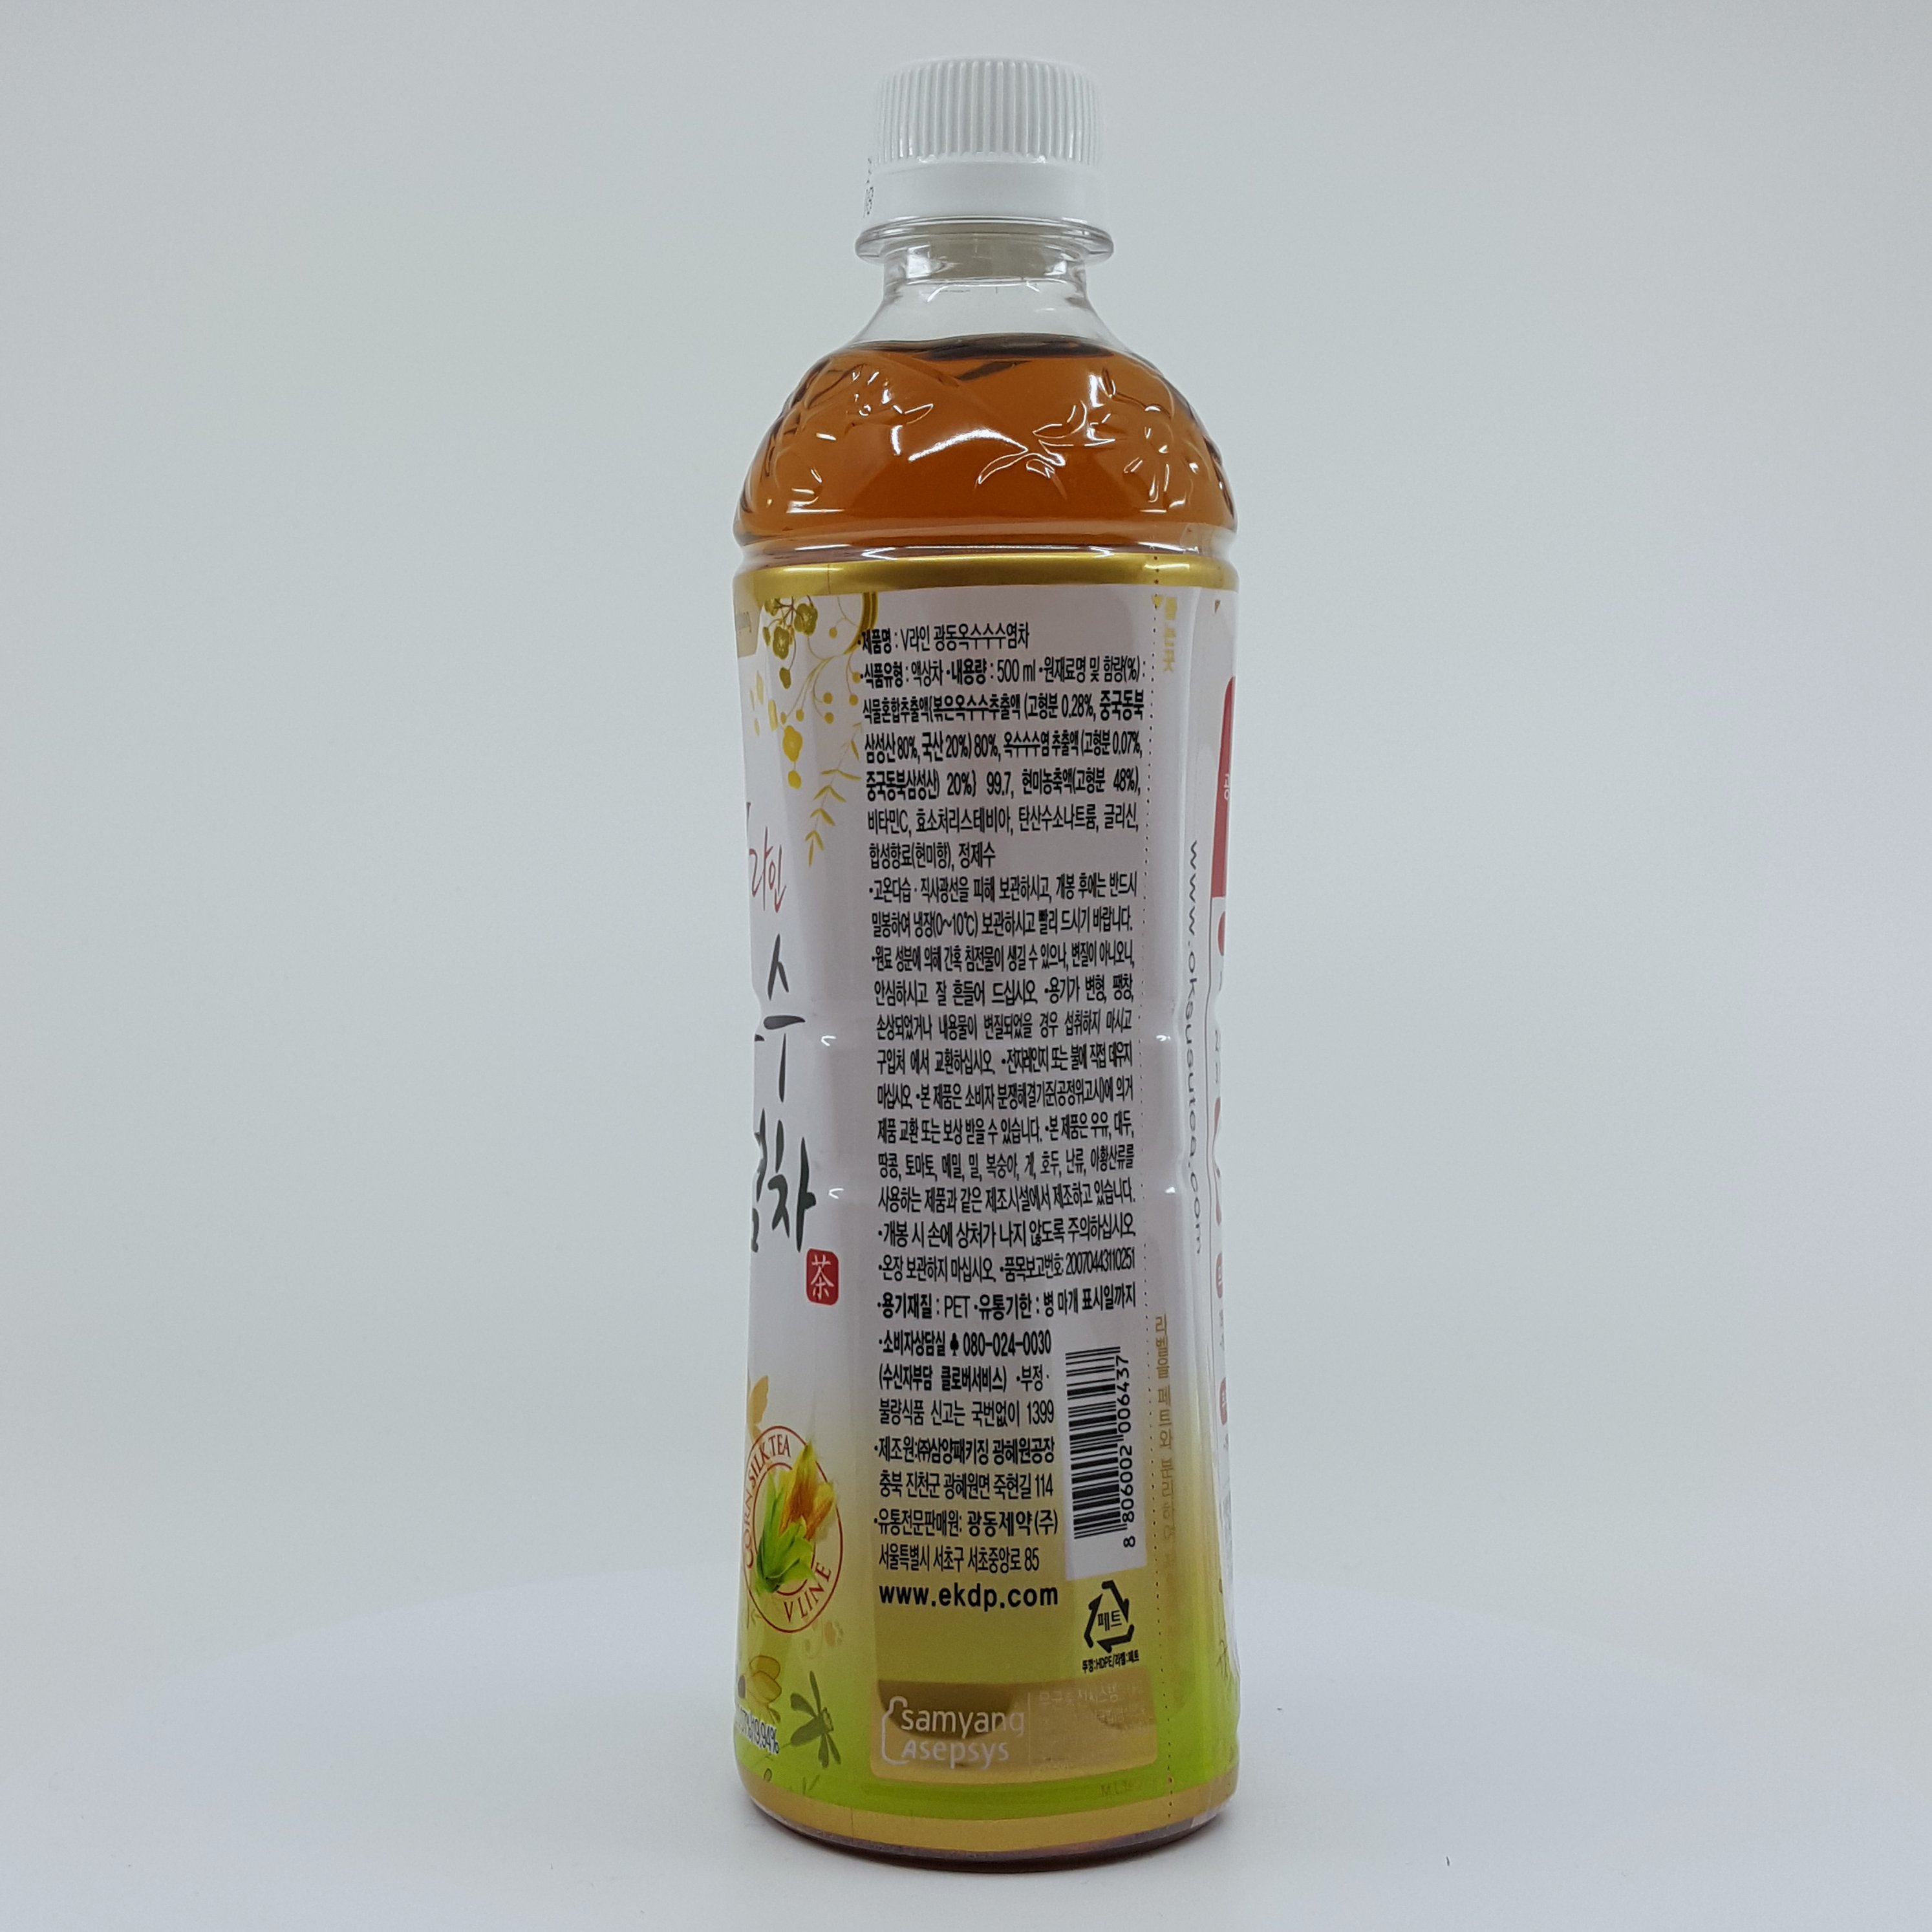 ·제품명 : V라인 광동옥수수수염차
·식품유형 : 액상차 ·내용량 : 500 ml ·원재료명 및 함량(%) :
식물혼합추출액{볶은옥수수추출액 (고형분 0.28%, 중국동북
삼성산 80%, 국산 20%) 80%, 옥수수수염 추출액 (고형분 0.07%,
중국동북삼성산) 20%} 99.7, 현미농축액(고형분 48%),
비타민C, 효소처리스테비아, 탄산수소나트륨, 글리신,
합성향료(현미향), 정제수
·고온다습 · 직사광선을 피해 보관하시고, 개봉 후에는 반드시
밀봉하여 냉장(0~10℃) 보관하시고 빨리 드시기 바랍니다.
·원료 성분에 의해 간혹 침전물이 생길 수 있으나, 변질이 아니오니,
안심하시고 잘 흔들어 드십시오. ·용기가 변형, 팽창,
손상되었거나 내용물이 변질되었을 경우 섭취하지 마시고
구입처 에서 교환하십시오. ·전자레인지 또는 불에 직접 데우지
마십시오. ·본 제품은 소비자 분쟁해결기준(공정위고시)에 의거
제품 교환 또는 보상 받을 수 있습니다. ·본 제품은 우유, 대두,
땅콩, 토마토, 메밀, 밀, 복숭아, 게, 호두, 난류, 아황산류를
사용하는 제품과 같은 제조시설에서 제조하고 있습니다.
·개봉 시 손에 상처가 나지 않도록 주의하십시오.
·온장 보관하지 마십시오. ·품목보고번호: 20070443110251
·용기재질 : PET ·유통기한 : 병 마개 표시일까지
·소비자상담실 ♣ 080-024-0030
(수신자부담 클로버서비스) ·부정 ·
불량식품 신고는 국번없이 1399
·제조원:㈜삼양패키징 광혜원공장
충북 진천군 광혜원면 죽현길 114
·유통전문판매원: 광동제약 (주)
서울특별시 서초구 서초중앙로 85
www.ekdp.com
8 806002 006437
페트
뚜껑:HDPE/라벨:페트
samyang
Asepsys
라인
수
염차
茶
CORN SILK TEA
V LINE
www.oksusutea.com
라벨을 페트와 분리하여